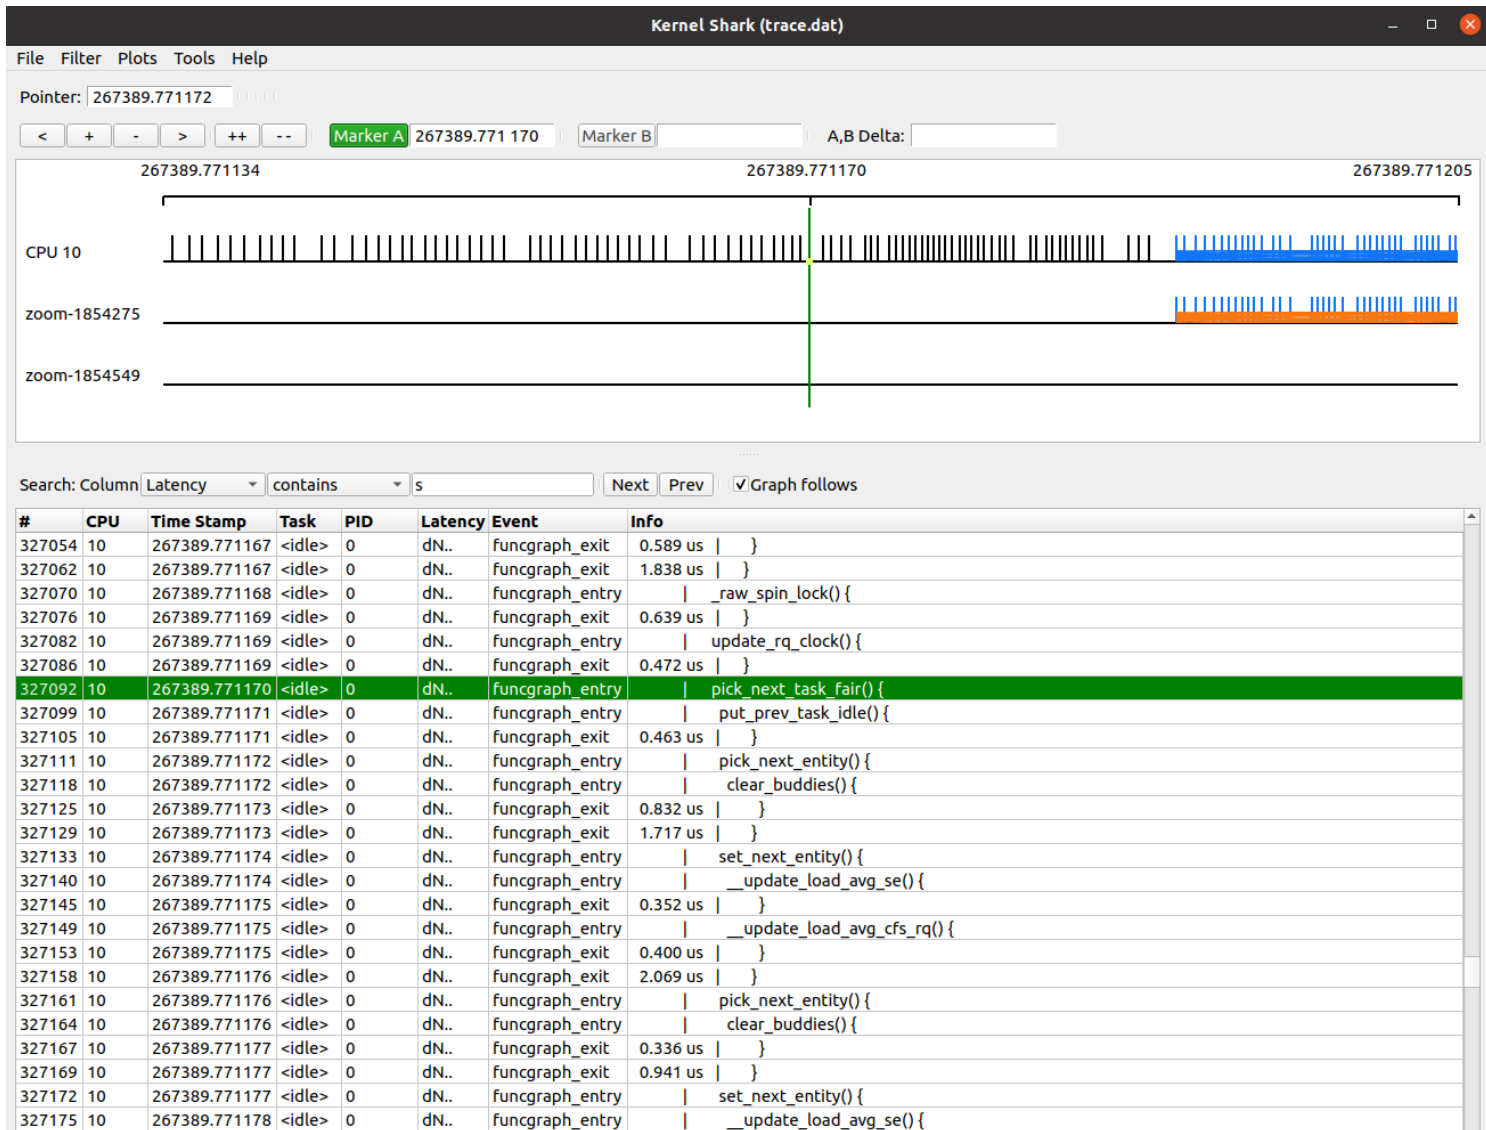 Kernel Shark (trace.dat)
File Filter Plots Tools Help
Pointer: 267389.771172
< + - > ++ -- Marker A 267389.771 170 Marker B A,B Delta:
267389.771134 267389.771170 267389.771205
CPU 10
zoom-1854275
zoom-1854549
Search: Column Latency contains s Next Prev Graph follows
# CPU Time Stamp Task PID Latency Event Info
327054 10 267389.771167 <idle> 0 dN.. funcgraph_exit 0.589 us | }
327062 10 267389.771167 <idle> 0 dN.. funcgraph_exit 1.838 us | }
327070 10 267389.771168 <idle> 0 dN.. funcgraph_entry | _raw_spin_lock() {
327076 10 267389.771169 <idle> 0 dN.. funcgraph_exit 0.639 us | }
327082 10 267389.771169 <idle> 0 dN.. funcgraph_entry | update_rq_clock() {
327086 10 267389.771169 <idle> 0 dN.. funcgraph_exit 0.472 us | }
327092 10 267389.771170 <idle> 0 dN.. funcgraph_entry | pick_next_task_fair() {
327099 10 267389.771171 <idle> 0 dN.. funcgraph_entry | put_prev_task_idle() {
327105 10 267389.771171 <idle> 0 dN.. funcgraph_exit 0.463 us | }
327111 10 267389.771172 <idle> 0 dN.. funcgraph_entry | pick_next_entity() {
327118 10 267389.771172 <idle> 0 dN.. funcgraph_entry | clear_buddies() {
327125 10 267389.771173 <idle> 0 dN.. funcgraph_exit 0.832 us | }
327129 10 267389.771173 <idle> 0 dN.. funcgraph_exit 1.717 us | }
327133 10 267389.771174 <idle> 0 dN.. funcgraph_entry | set_next_entity() {
327140 10 267389.771174 <idle> 0 dN.. funcgraph_entry | __update_load_avg_se() {
327145 10 267389.771175 <idle> 0 dN.. funcgraph_exit 0.352 us | }
327149 10 267389.771175 <idle> 0 dN.. funcgraph_entry | __update_load_avg_cfs_rq() {
327153 10 267389.771175 <idle> 0 dN.. funcgraph_exit 0.400 us | }
327158 10 267389.771176 <idle> 0 dN.. funcgraph_exit 2.069 us | }
327161 10 267389.771176 <idle> 0 dN.. funcgraph_entry | pick_next_entity() {
327164 10 267389.771176 <idle> 0 dN.. funcgraph_entry | clear_buddies() {
327167 10 267389.771177 <idle> 0 dN.. funcgraph_exit 0.336 us | }
327169 10 267389.771177 <idle> 0 dN.. funcgraph_exit 0.941 us | }
327172 10 267389.771177 <idle> 0 dN.. funcgraph_entry | set_next_entity() {
327175 10 267389.771178 <idle> 0 dN.. funcgraph_entry | __update_load_avg_se() {